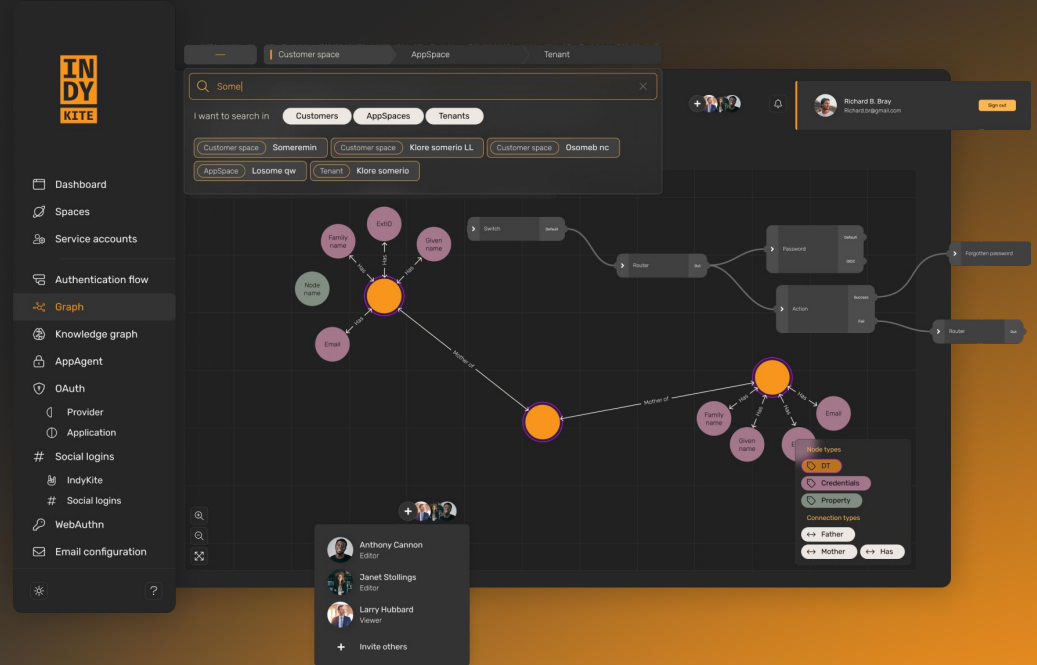 IN
DY
KITE
Dashboard
Spaces
Service accounts
Authentication flow
Graph
Knowledge graph
AppAgent
OAuth
Provider
Application
Social logins
IndyKite
Social logins
WebAuthn
Email configuration
?
Customer space
AppSpace
Tenant
Some
I want to search in
Customers
AppSpaces
Tenants
Customer space Someremin
Customer space Klore somerio LL
Customer space Osomeb nc
AppSpace Losome qw
Tenant Klore somerio
Richard B. Bray
Richard.br@gmail.com
Sign out
Family name
ExtID
Given name
Has
Has
Has
Node name
Has
Email
Mother of
Mother of
Switch Default
Router Out
Password Default
Action Success
Fail
Forgotten password
Router Out
Family name
Given name
Email
Has
Has
Has
Has
Node types
DT
Credentials
Property
Connection types
Father
Mother
Has
Anthony Cannon
Editor
Janet Stollings
Editor
Larry Hubbard
Viewer
+ Invite others